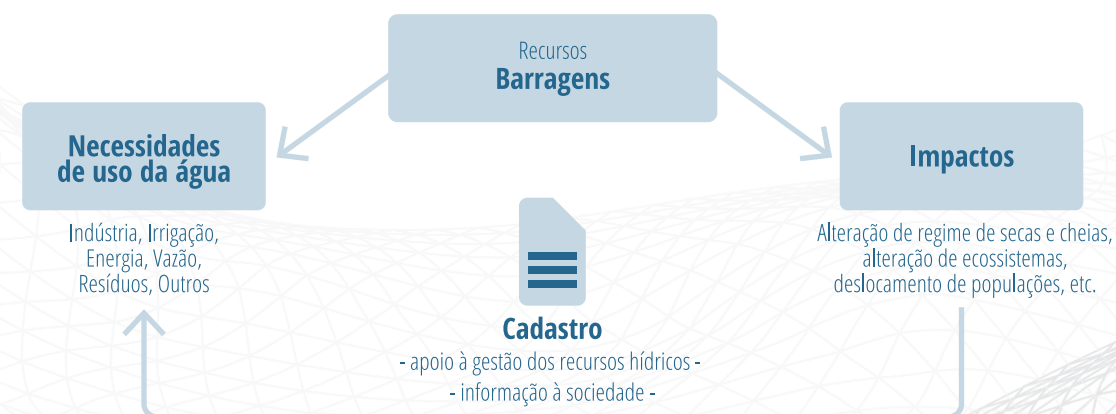 Recursos
Barragens
Necessidades
de uso da água
Indústria, Irrigação,
Energia, Vazão,
Resíduos, Outros
Impactos
Alteração de regime de secas e cheias,
alteração de ecossistemas,
deslocamento de populações, etc.
Cadastro
- apoio à gestão dos recursos hídricos -
- informação à sociedade -